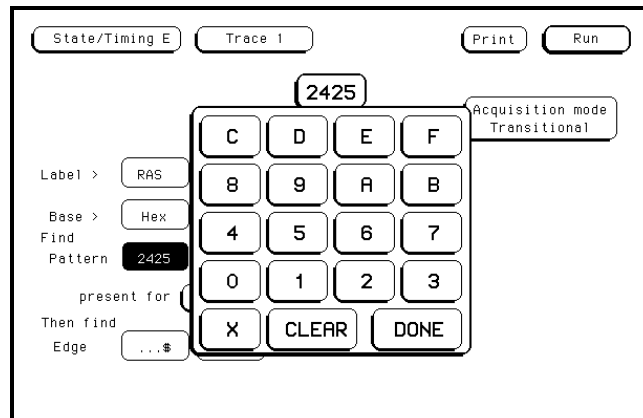 State/Timing E Trace 1 Print Run
2425
Acquisition mode
Transitional
C D E F
Label > RAS
8 9 A B
Base > Hex
Find
4 5 6 7
Pattern 2425
0 1 2 3
present for
Then find
X CLEAR DONE
Edge ...$